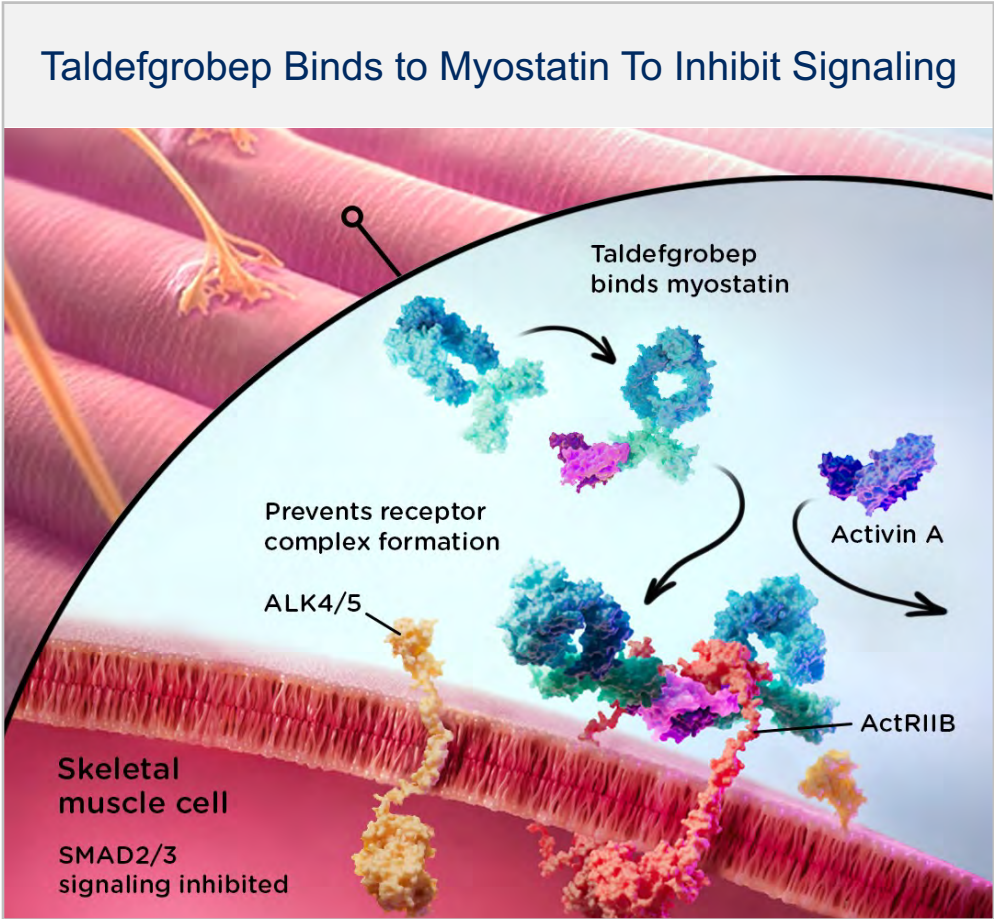 Taldefgrobep Binds to Myostatin To Inhibit Signaling
Taldefgrobep
binds myostatin
Activin A
Prevents receptor
complex formation
ALK4/5
ActRIIB
Skeletal
muscle cell
SMAD2/3
signaling inhibited